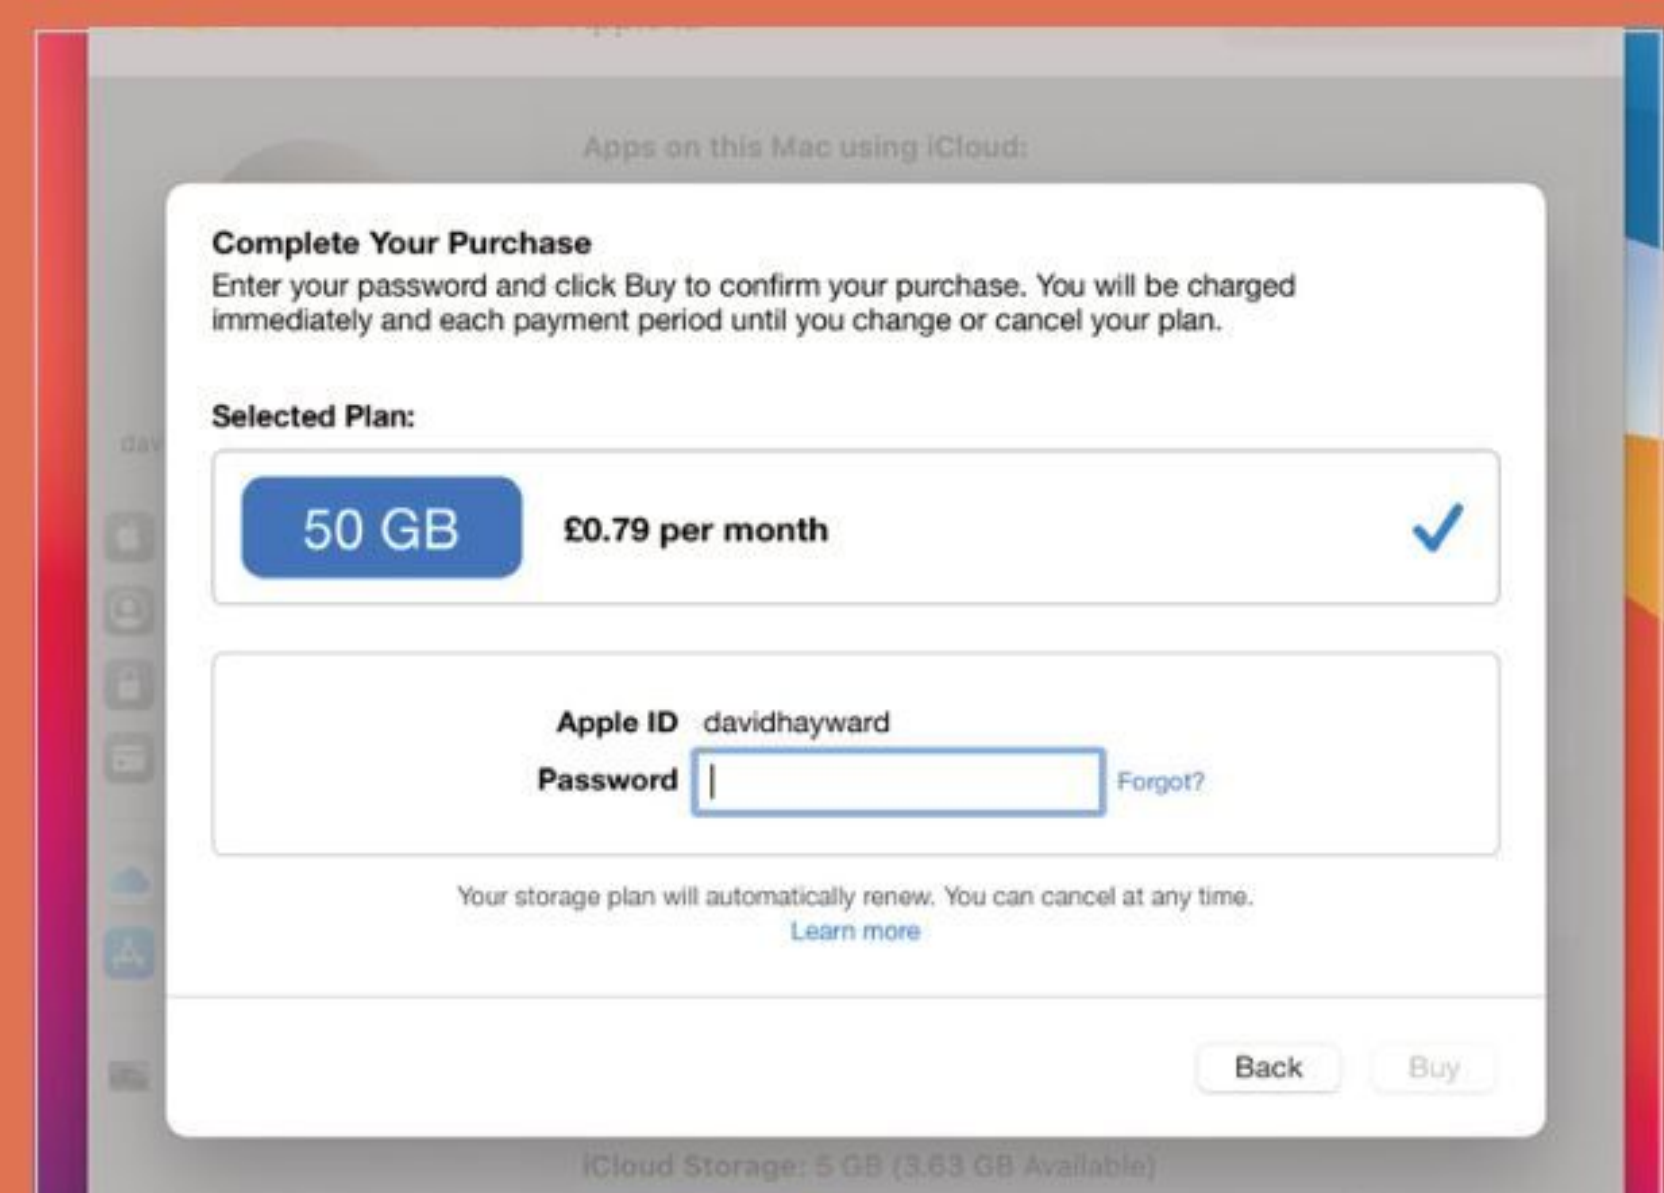 Apps on this Mac using iCloud:
Complete Your Purchase
Enter your password and click Buy to confirm your purchase. You will be charged
immediately and each payment period until you change or cancel your plan.
Selected Plan:
50 GB £0.79 per month
Apple ID davidhayward
Password Forgot?
Your storage plan will automatically renew. You can cancel at any time.
Learn more
Back Buy
iCloud Storage: 5 GB (3.63 GB Available)